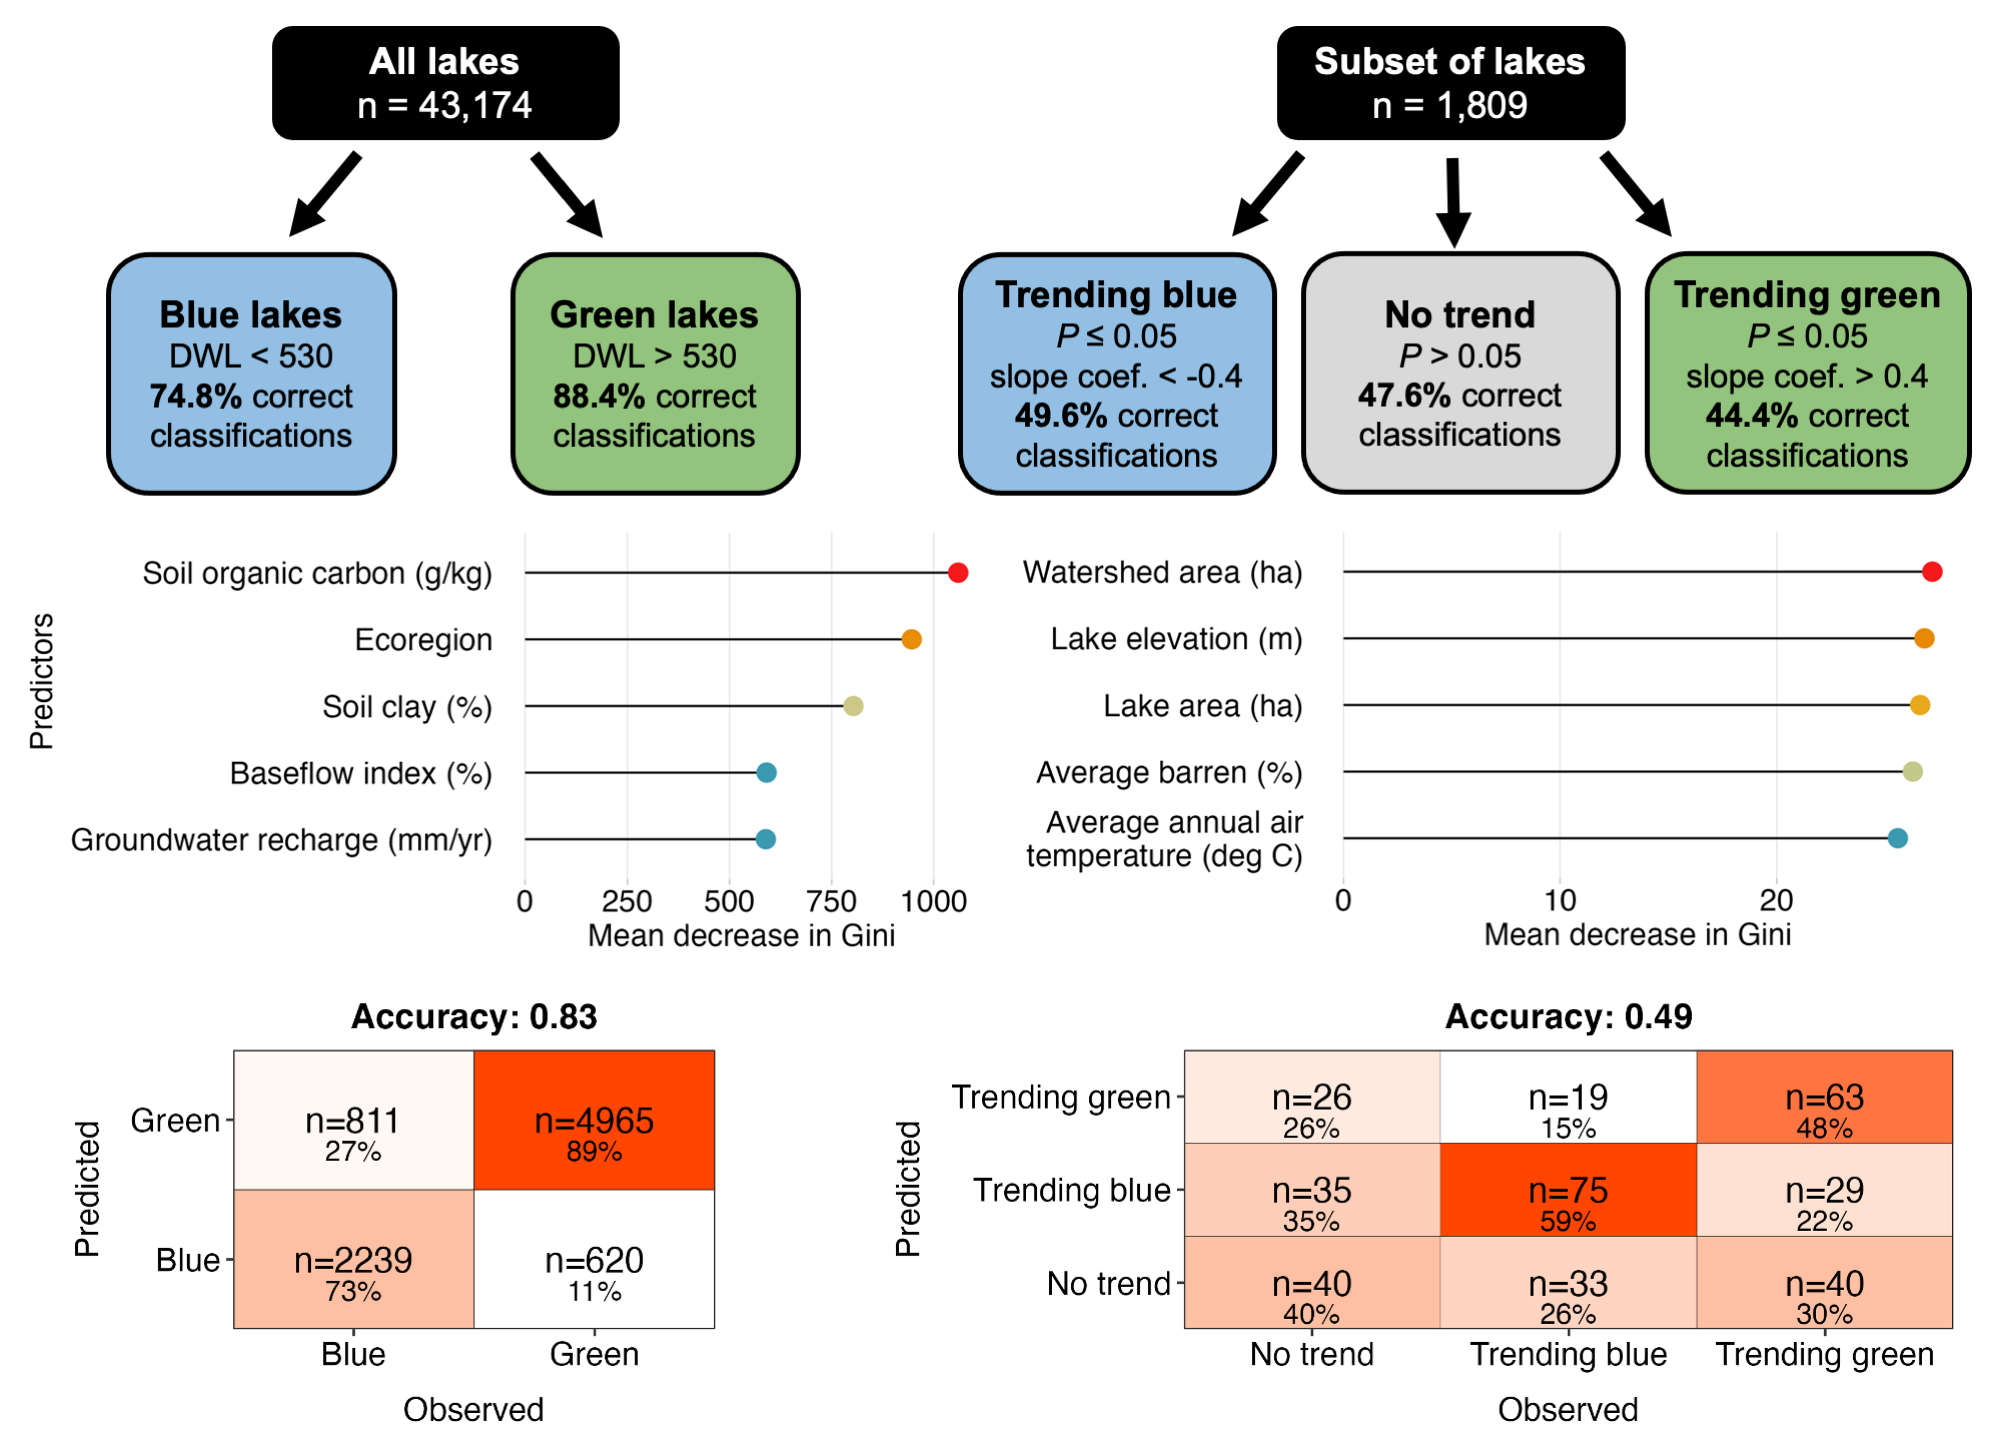 All lakes
n = 43,174
Subset of lakes
n = 1,809
Blue lakes
DWL < 530
74.8% correct
classifications
Green lakes
DWL > 530
88.4% correct
classifications
Trending blue
P ≤ 0.05
slope coef. < -0.4
49.6% correct
classifications
No trend
P > 0.05
47.6% correct
classifications
Trending green
P ≤ 0.05
slope coef. > 0.4
44.4% correct
classifications
Predictors
Soil organic carbon (g/kg)
Ecoregion
Soil clay (%)
Baseflow index (%)
Groundwater recharge (mm/yr)
0 250 500 750 1000
Mean decrease in Gini
Watershed area (ha)
Lake elevation (m)
Lake area (ha)
Average barren (%)
Average annual air
temperature (deg C)
0 10 20
Mean decrease in Gini
Accuracy: 0.83
Predicted
Green
n=811
27%
n=4965
89%
Blue
n=2239
73%
n=620
11%
Blue Green
Observed
Accuracy: 0.49
Predicted
Trending green
n=26
26%
n=19
15%
n=63
48%
Trending blue
n=35
35%
n=75
59%
n=29
22%
No trend
n=40
40%
n=33
26%
n=40
30%
No trend Trending blue Trending green
Observed